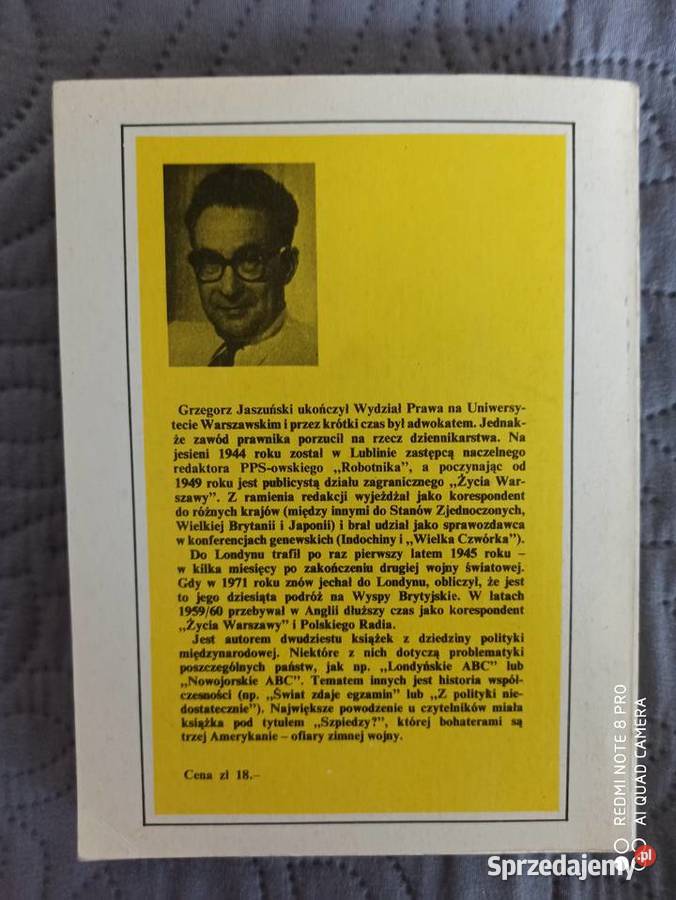 Grzegorz Jaszuński ukończył Wydział Prawa na Uniwersy-
tecie Warszawskim i przez krótki czas był adwokatem. Jednak-
że zawód prawnika porzucił na rzecz dziennikarstwa. Na
jesieni 1944 roku został w Lublinie zastępcą naczelnego
redaktora PPS-owskiego „Robotnika”, a poczynając od
1949 roku jest publicystą działu zagranicznego „Życia War-
szawy”. Z ramienia redakcji wyjeżdżał jako korespondent
do różnych krajów (między innymi do Stanów Zjednoczonych,
Wielkiej Brytanii i Japonii) i brał udział jako sprawozdawca
w konferencjach genewskich (Indochiny i „Wielka Czwórka”).
Do Londynu trafił po raz pierwszy latem 1945 roku –
w kilka miesięcy po zakończeniu drugiej wojny światowej.
Gdy w 1971 roku znów jechał do Londynu, obliczył, że jest
to jego dziesiąta podróż na Wyspy Brytyjskie. W latach
1959/60 przebywał w Anglii dłuższy czas jako korespondent
„Życia Warszawy” i Polskiego Radia.
Jest autorem dwudziestu książek z dziedziny polityki
międzynarodowej. Niektóre z nich dotyczą problematyki
poszczególnych państw, jak np. „Londyńskie ABC” lub
„Nowojorskie ABC”. Tematem innych jest historia współ-
czesności (np. „Świat zdaje egzamin” lub „Z polityki nie-
dostatecznie”). Największe powodzenie u czytelników miała
książka pod tytułem „Szpiedzy?”, której bohaterami są
trzej Amerykanie – ofiary zimnej wojny.
Cena zł 18.–
REDMI NOTE 8 PRO
AI QUAD CAMERA
Sprzedajemy
.pl